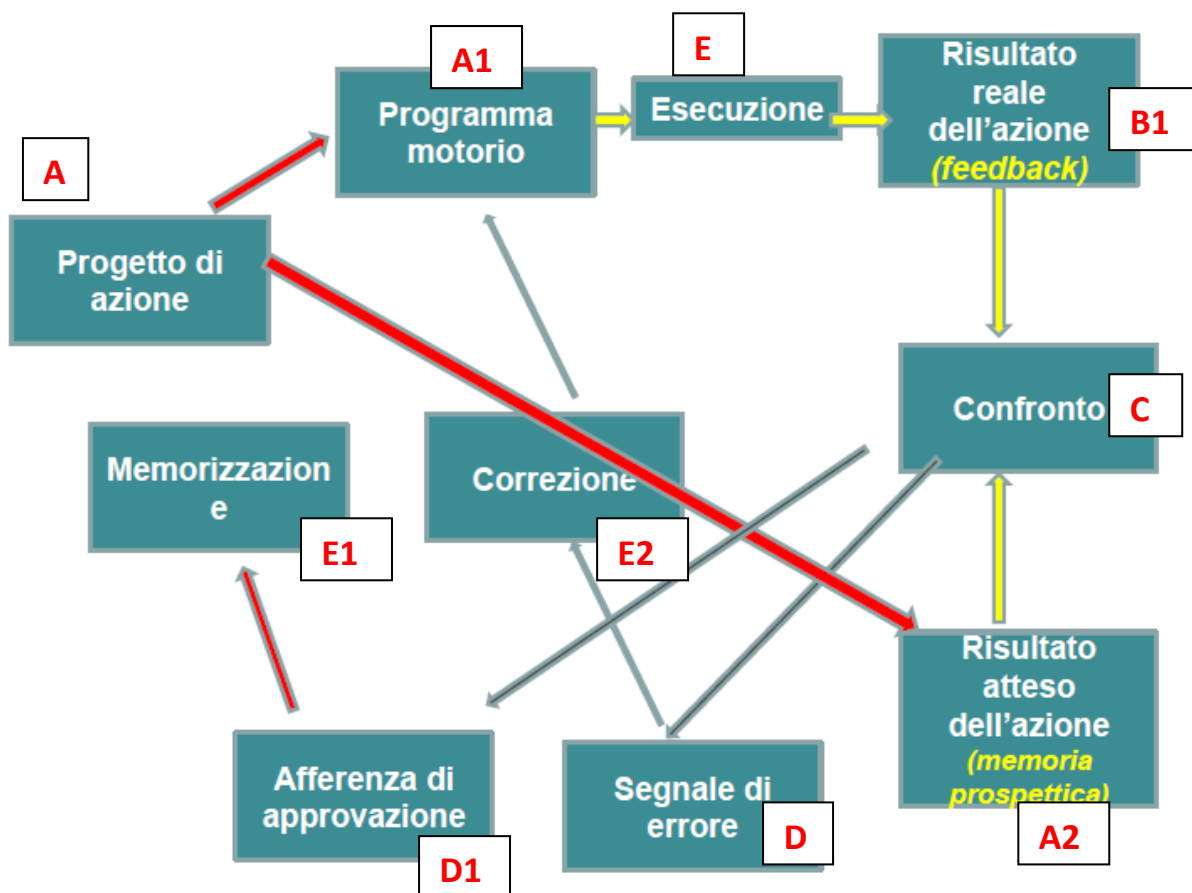 A1
Programma
motorio
E
Esecuzione
Risultato
reale
dell'azione
(feedback)
B1
A
Progetto di
azione
Confronto
C
Memorizzazion
e
E1
Correzione
E2
Risultato
atteso
dell'azione
(memoria
prospettica)
A2
Afferenza di
approvazione
D1
Segnale di
errore
D